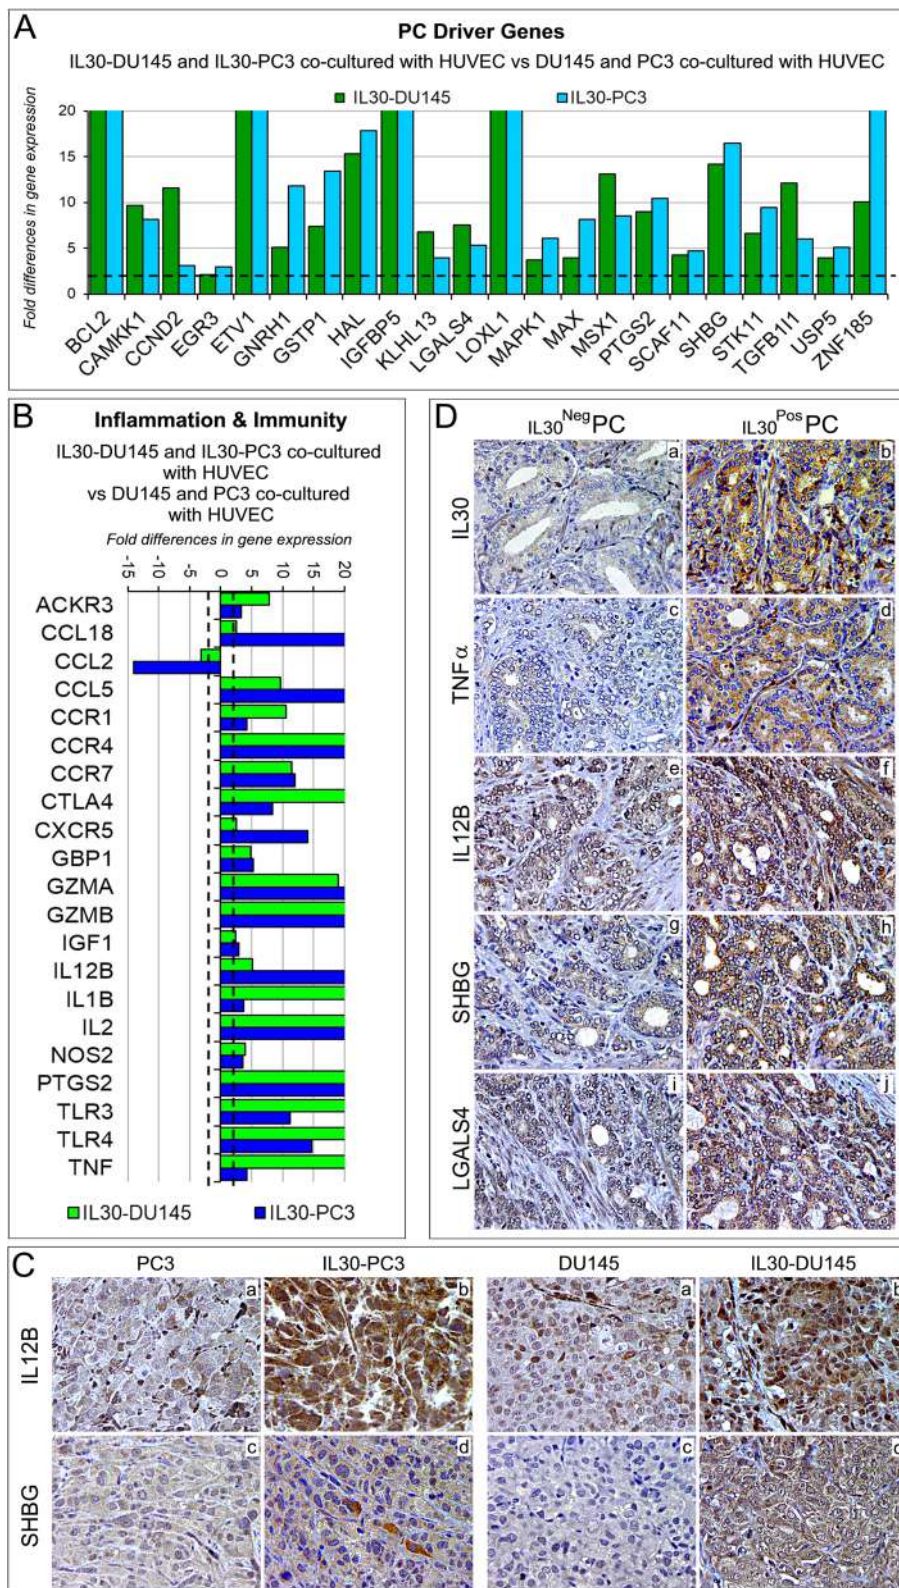 A
PC Driver Genes
IL30-DU145 and IL30-PC3 co-cultured with HUVEC vs DU145 and PC3 co-cultured with HUVEC
IL30-DU145 IL30-PC3
Fold differences in gene expression
20
15
10
5
0
BCL2 CAMKK1 CCND2 EGR3 ETV1 GNRH1 GSTP1 HAL IGFBP5 KLHL13 LGALS4 LOXL1 MAPK1 MAX MSX1 PTGS2 SCAF11 SHBG STK11 TGFB1I1 USP5 ZNF185
B
Inflammation & Immunity
IL30-DU145 and IL30-PC3 co-cultured
with HUVEC
vs DU145 and PC3 co-cultured
with HUVEC
Fold differences in gene expression
-15 -10 -5 0 5 10 15 20
ACKR3
CCL18
CCL2
CCL5
CCR1
CCR4
CCR7
CTLA4
CXCR5
GBP1
GZMA
GZMB
IGF1
IL12B
IL1B
IL2
NOS2
PTGS2
TLR3
TLR4
TNF
IL30-DU145 IL30-PC3
D
IL30NegPC IL30PosPC
IL30
a b
TNFα
c d
IL12B
e f
SHBG
g h
LGALS4
i j
C
PC3 IL30-PC3 DU145 IL30-DU145
IL12B
a b a b
SHBG
c d c d